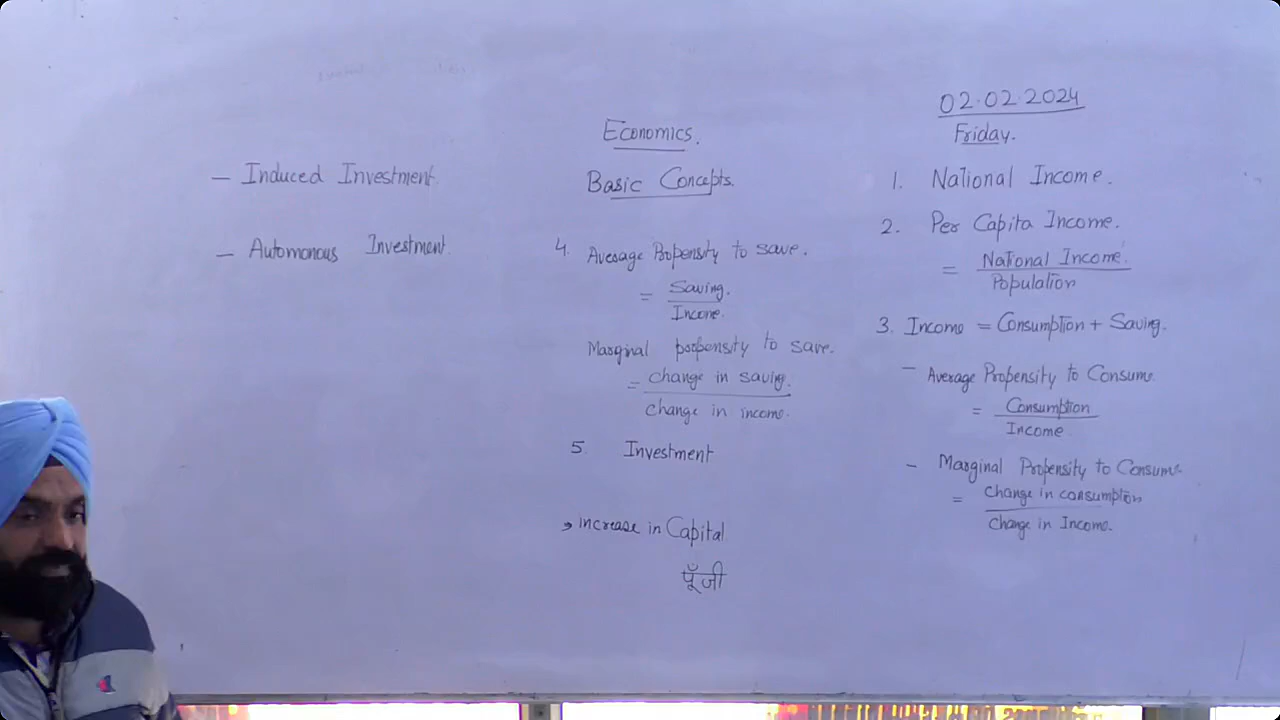 02.02.2024
Friday.
Economics.
Basic Concepts.
1. National Income.
2. Per Capita Income.
= National Income
Population
3. Income = Consumption + Saving.
- Average Propensity to Consume.
= Consumption
Income
- Marginal Propensity to Consume
= Change in consumption
Change in Income.
4. Average Propensity to save.
= Saving.
Income.
Marginal propensity to save.
= change in saving.
change in income.
5. Investment
increase in Capital
पूँजी
- Induced Investment
- Automonous Investment.